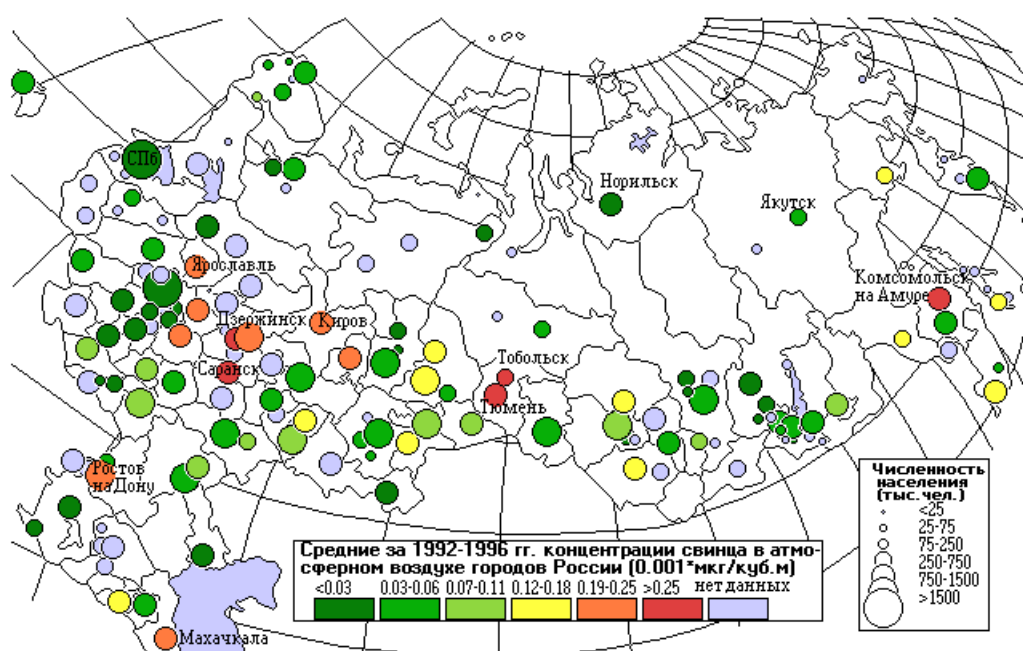 СПб
Норильск
Якутск
Ярославль
Комсомольск
на Амуре
Дзержинск
Киров
Тобольск
Саранск
Тюмень
Ростов
на Дону
Махачкала
Численность
населения
(тыс.чел.)
<25
25-75
75-250
250-750
750-1500
>1500
Средние за 1992-1996 гг. концентрации свинца в атмо-
сферном воздухе городов России (0.001*мкг/куб.м)
<0.03 0.03-0.06 0.07-0.11 0.12-0.18 0.19-0.25 >0.25 нет данных